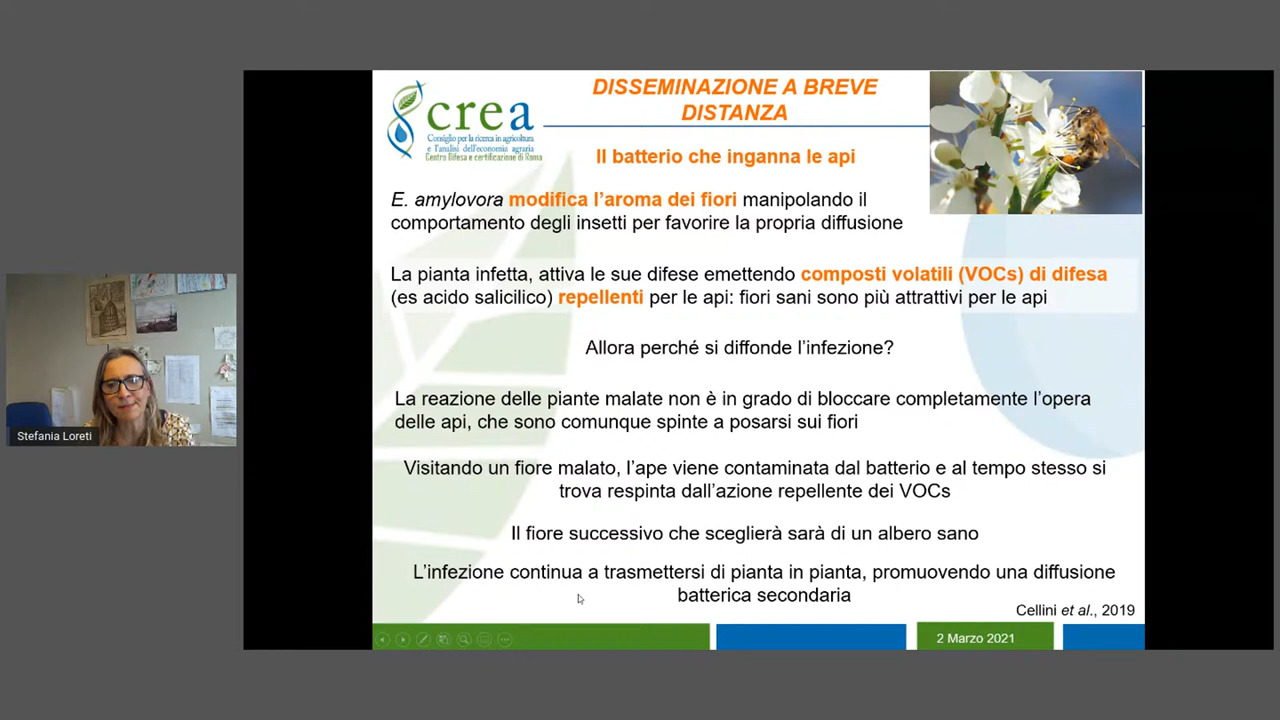 DISSEMINAZIONE A BREVE
DISTANZA
crea
Consiglio per la ricerca in agricoltura
e l'analisi dell'economia agraria
Centro Difesa e certificazione di Roma
Il batterio che inganna le api
E. amylovora modifica l'aroma dei fiori manipolando il
comportamento degli insetti per favorire la propria diffusione
La pianta infetta, attiva le sue difese emettendo composti volatili (VOCs) di difesa
(es acido salicilico) repellenti per le api: fiori sani sono più attrattivi per le api
Allora perché si diffonde l'infezione?
La reazione delle piante malate non è in grado di bloccare completamente l'opera
delle api, che sono comunque spinte a posarsi sui fiori
Stefania Loreti
Visitando un fiore malato, l'ape viene contaminata dal batterio e al tempo stesso si
trova respinta dall'azione repellente dei VOCs
Il fiore successivo che sceglierà sarà di un albero sano
L'infezione continua a trasmettersi di pianta in pianta, promuovendo una diffusione
batterica secondaria
Cellini et al., 2019
2 Marzo 2021